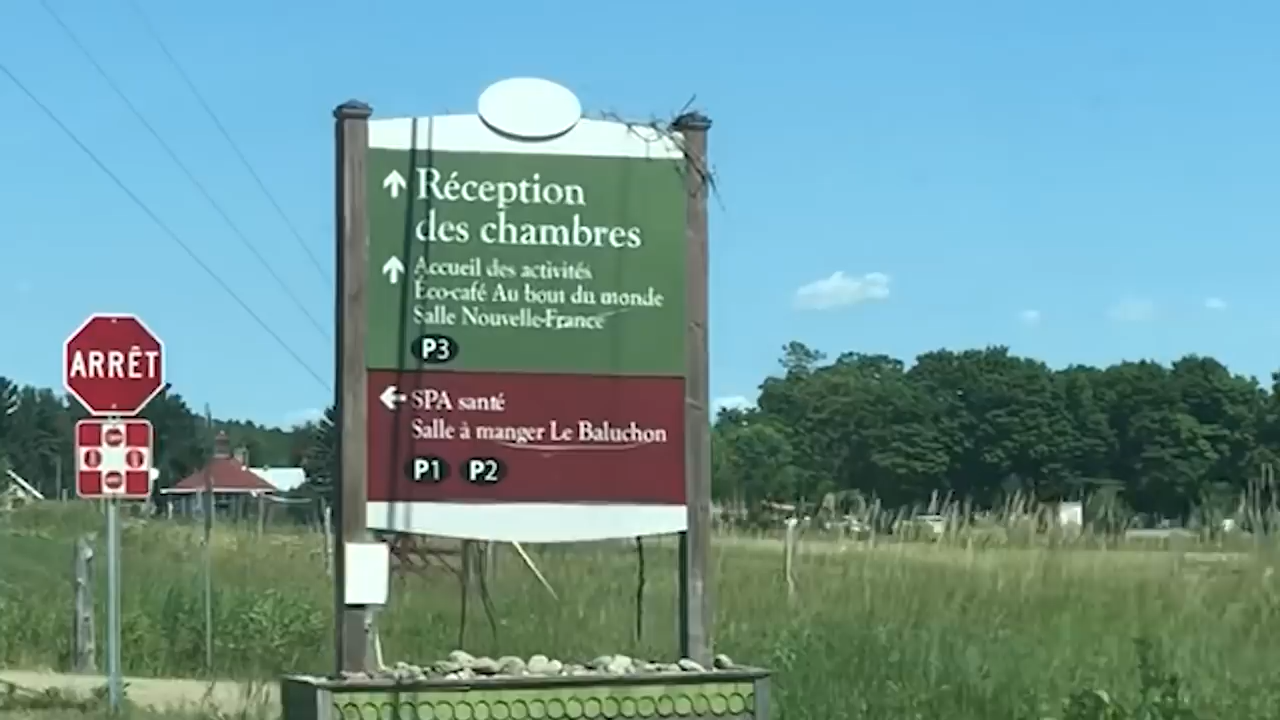 Réception
des chambres
Accueil des activités
Éco-café Au bout du monde
Salle Nouvelle-France
P3
SPA santé
Salle à manger Le Baluchon
P1 P2
ARRÊT